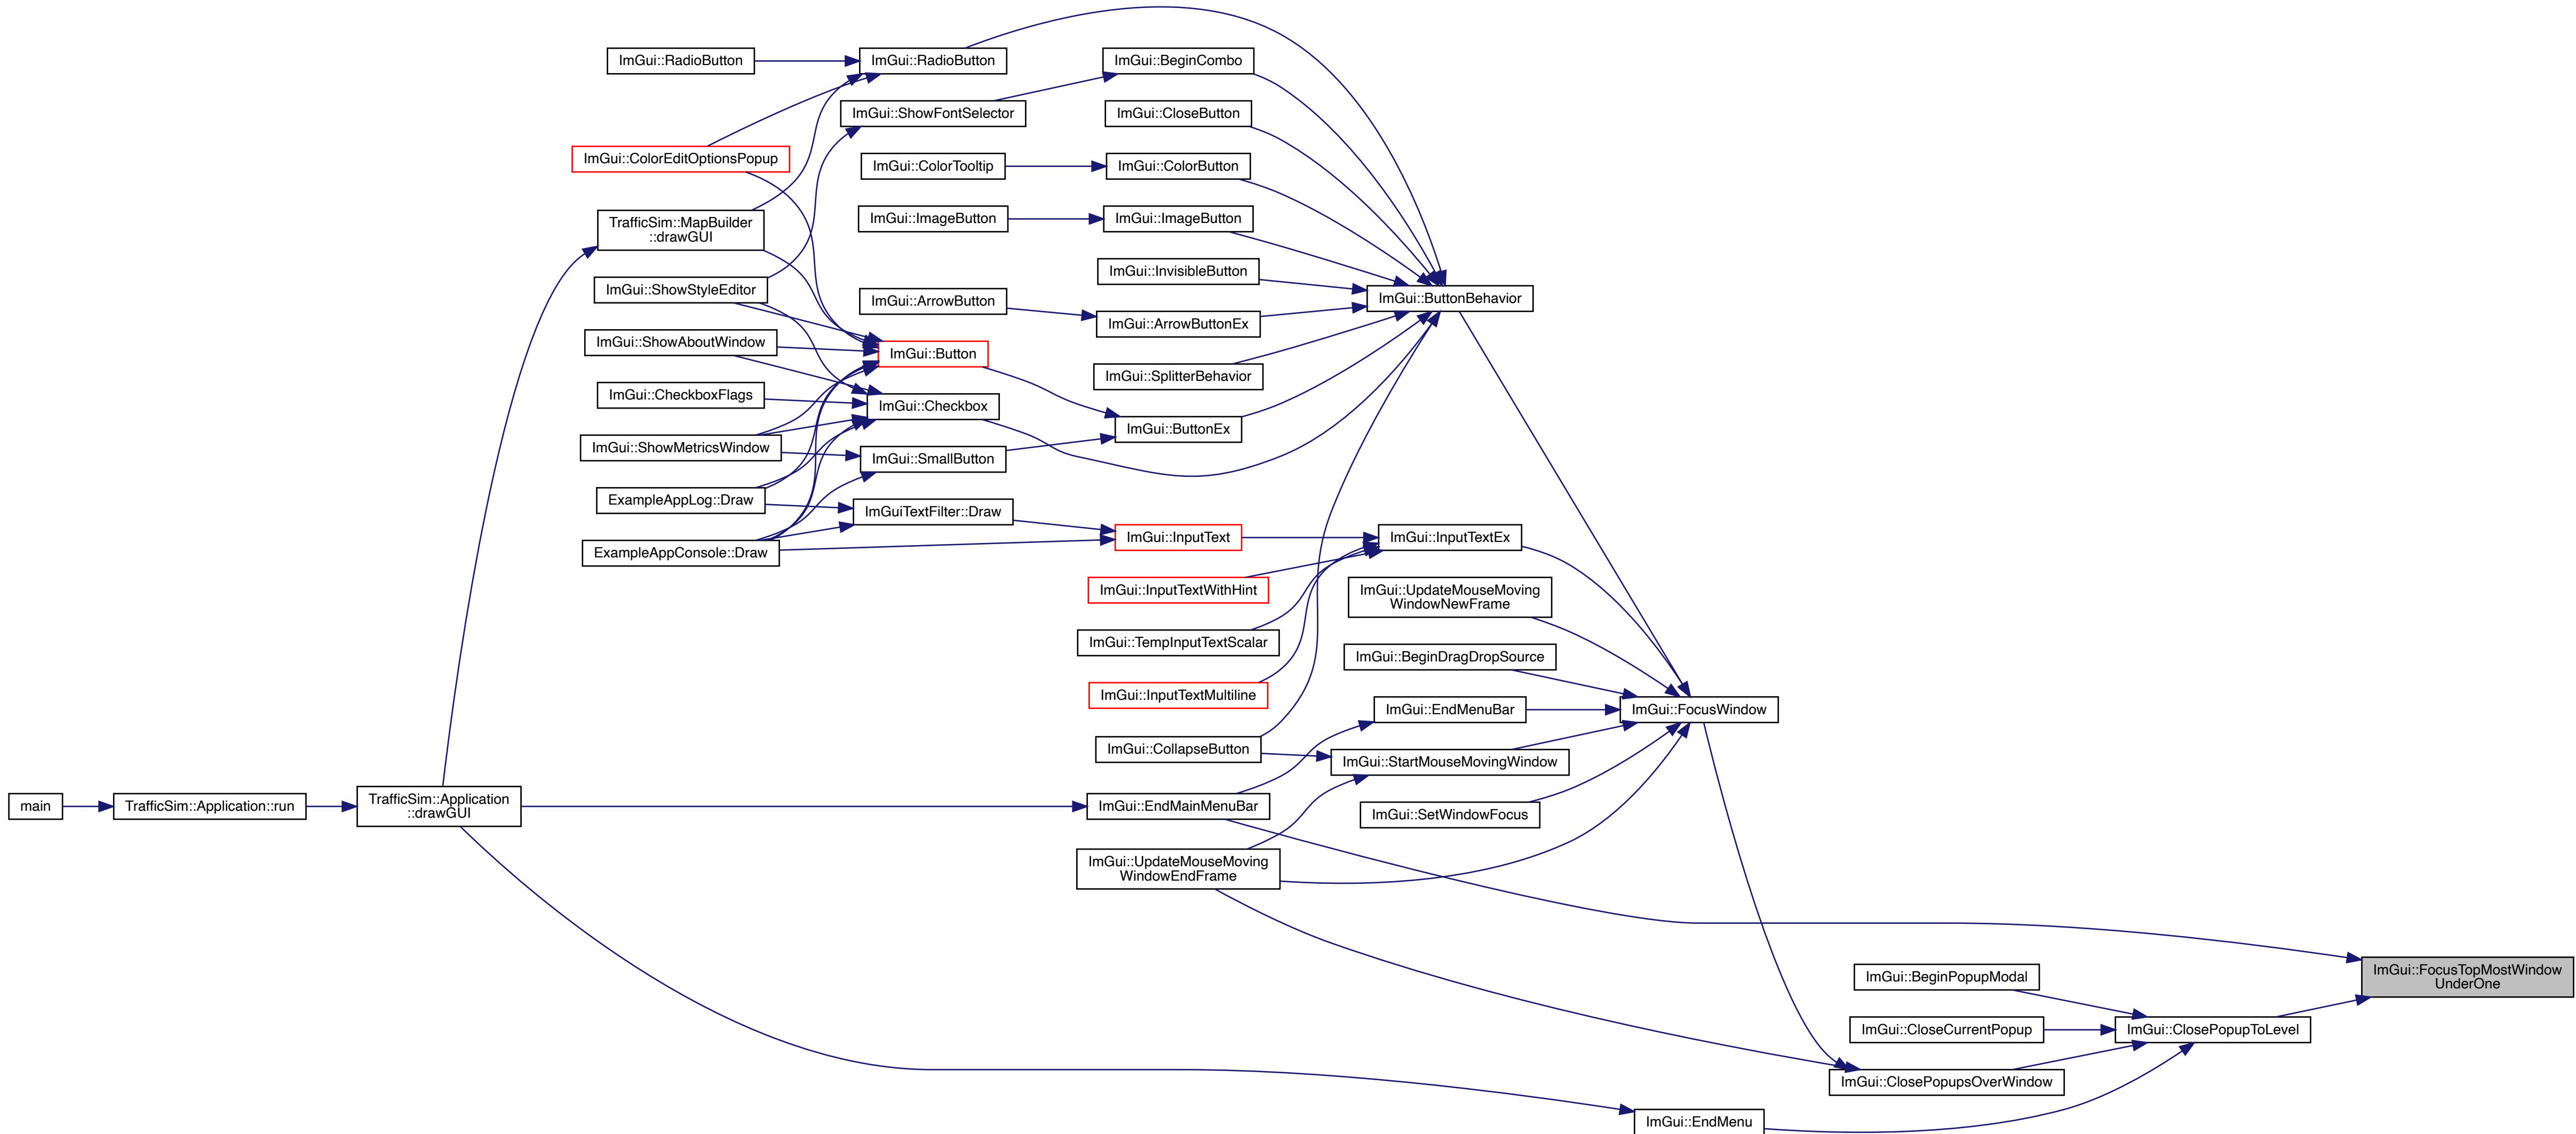 ImGui::RadioButton
ImGui::RadioButton
ImGui::BeginCombo
ImGui::ShowFontSelector
ImGui::CloseButton
ImGui::ColorEditOptionsPopup
ImGui::ColorTooltip
ImGui::ColorButton
TrafficSim::MapBuilder
::drawGUI
ImGui::ImageButton
ImGui::ImageButton
ImGui::InvisibleButton
ImGui::ShowStyleEditor
ImGui::ArrowButton
ImGui::ButtonBehavior
ImGui::ArrowButtonEx
ImGui::ShowAboutWindow
ImGui::Button
ImGui::SplitterBehavior
ImGui::CheckboxFlags
ImGui::Checkbox
ImGui::ButtonEx
ImGui::ShowMetricsWindow
ImGui::SmallButton
ExampleAppLog::Draw
ImGuiTextFilter::Draw
ExampleAppConsole::Draw
ImGui::InputText
ImGui::InputTextEx
ImGui::InputTextWithHint
ImGui::UpdateMouseMoving
WindowNewFrame
ImGui::TempInputTextScalar
ImGui::BeginDragDropSource
ImGui::InputTextMultiline
ImGui::EndMenuBar
ImGui::FocusWindow
ImGui::CollapseButton
ImGui::StartMouseMovingWindow
main
TrafficSim::Application::run
TrafficSim::Application
::drawGUI
ImGui::EndMainMenuBar
ImGui::SetWindowFocus
ImGui::UpdateMouseMoving
WindowEndFrame
ImGui::BeginPopupModal
ImGui::FocusTopMostWindow
UnderOne
ImGui::CloseCurrentPopup
ImGui::ClosePopupToLevel
ImGui::ClosePopupsOverWindow
ImGui::EndMenu